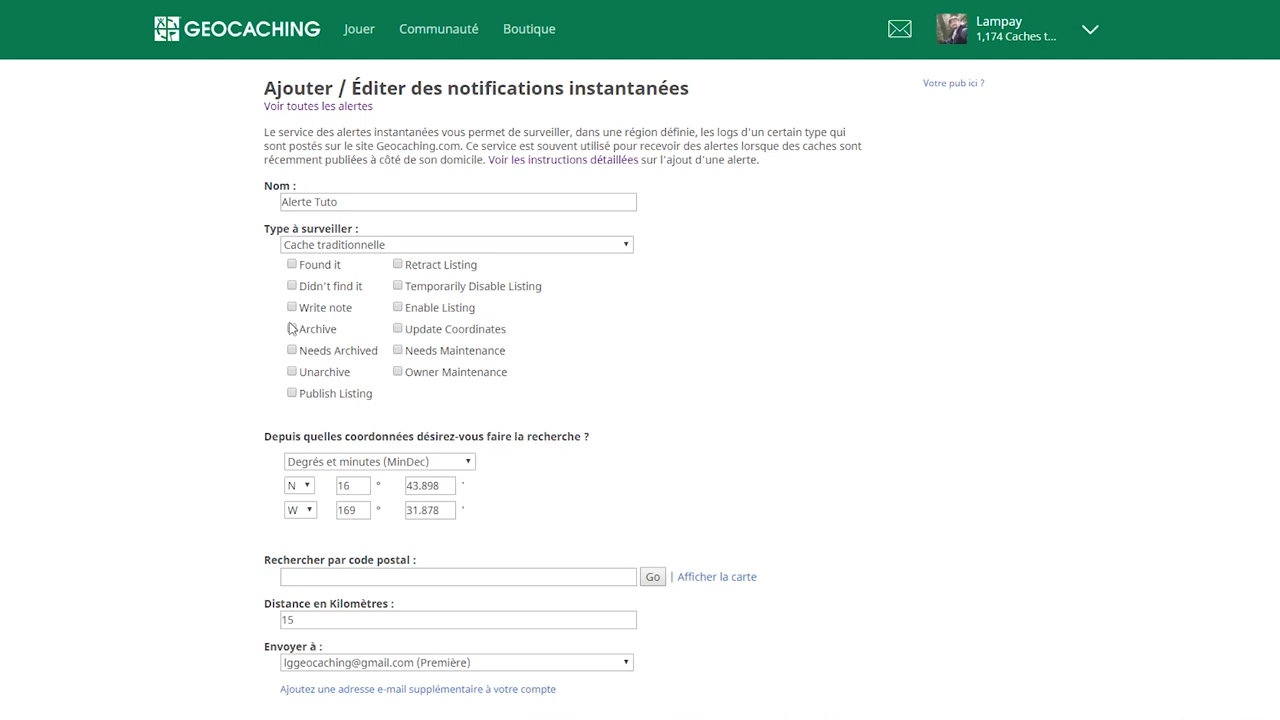 GEOCACHING Jouer Communauté Boutique Lampay
1,174 Caches t...
Ajouter / Éditer des notifications instantanées
Votre pub ici ?
Voir toutes les alertes
Le service des alertes instantanées vous permet de surveiller, dans une région définie, les logs d'un certain type qui
sont postés sur le site Geocaching.com. Ce service est souvent utilisé pour recevoir des alertes lorsque des caches sont
récemment publiées à côté de son domicile. Voir les instructions détaillées sur l'ajout d'une alerte.
Nom :
Alerte Tuto
Type à surveiller :
Cache traditionnelle
Found it Retract Listing
Didn't find it Temporarily Disable Listing
Write note Enable Listing
Archive Update Coordinates
Needs Archived Needs Maintenance
Unarchive Owner Maintenance
Publish Listing
Depuis quelles coordonnées désirez-vous faire la recherche ?
Degrés et minutes (MinDec)
N 16 ° 43.898 '
W 169 ° 31.878 '
Rechercher par code postal :
Go | Afficher la carte
Distance en Kilomètres :
15
Envoyer à :
lggeocaching@gmail.com (Première)
Ajoutez une adresse e-mail supplémentaire à votre compte